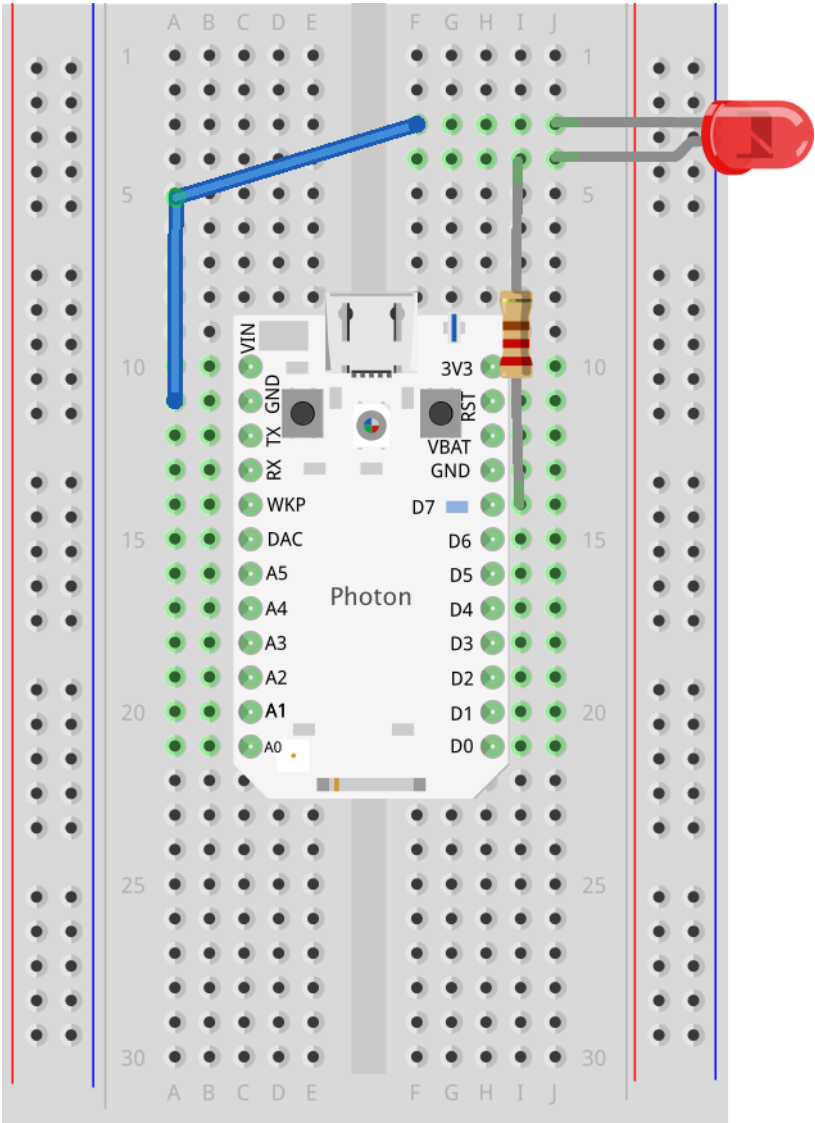 A B C D E F G H I J
1 1
5 5
VIN
10 3V3 10
GND RST
TX VBAT
RX GND
WKP D7
15 DAC D6 15
A5 D5
Photon
A4 D4
A3 D3
A2 D2
20 A1 D1 20
A0 D0
25 25
30 30
A B C D E F G H I J